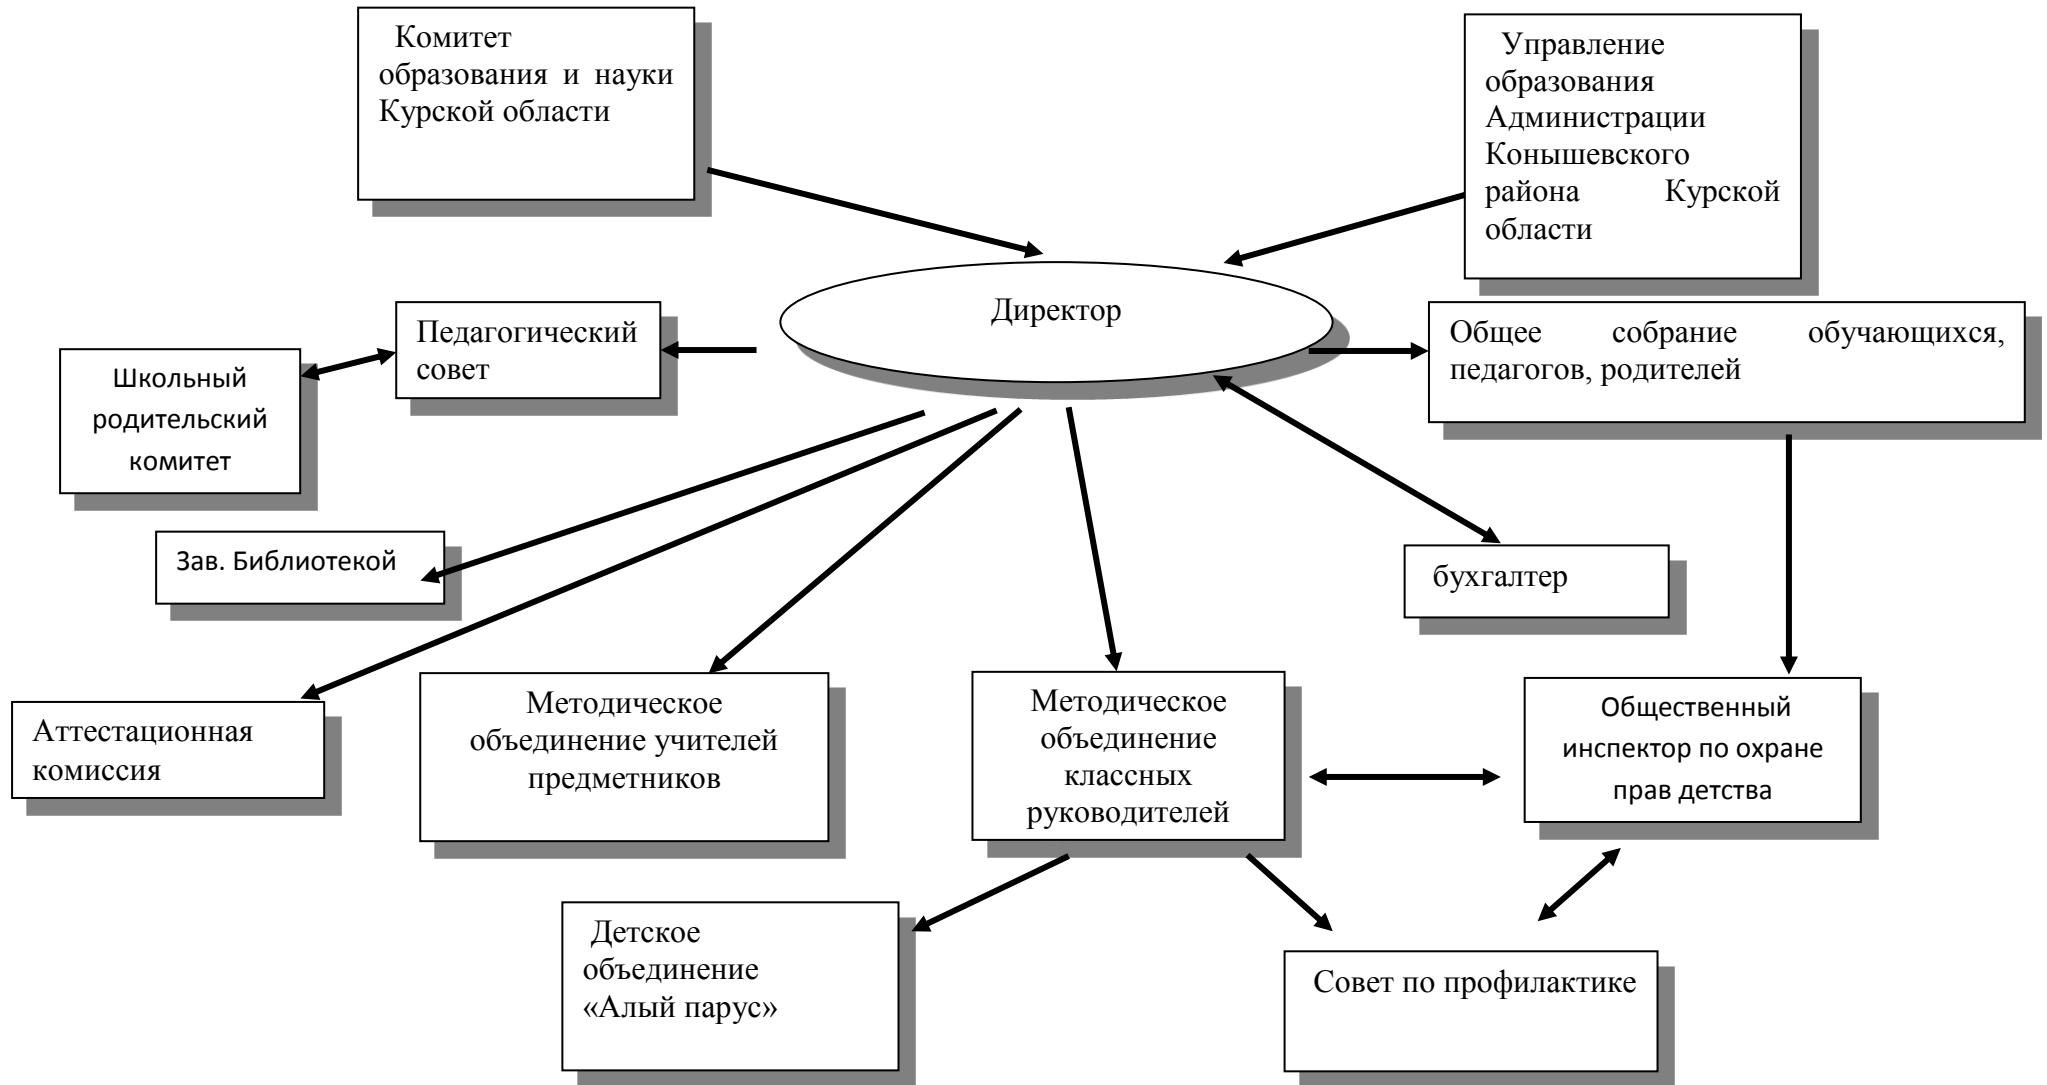 Комитет
образования и науки
Курской области
Управление
образования
Администрации
Конышевского
района Курской
области
Директор
Педагогический
совет
Общее собрание обучающихся,
педагогов, родителей
Школьный
родительский
комитет
Зав. Библиотекой
бухгалтер
Аттестационная
комиссия
Методическое
объединение учителей
предметников
Методическое
объединение
классных
руководителей
Общественный
инспектор по охране
прав детства
Детское
объединение
«Алый парус»
Совет по профилактике